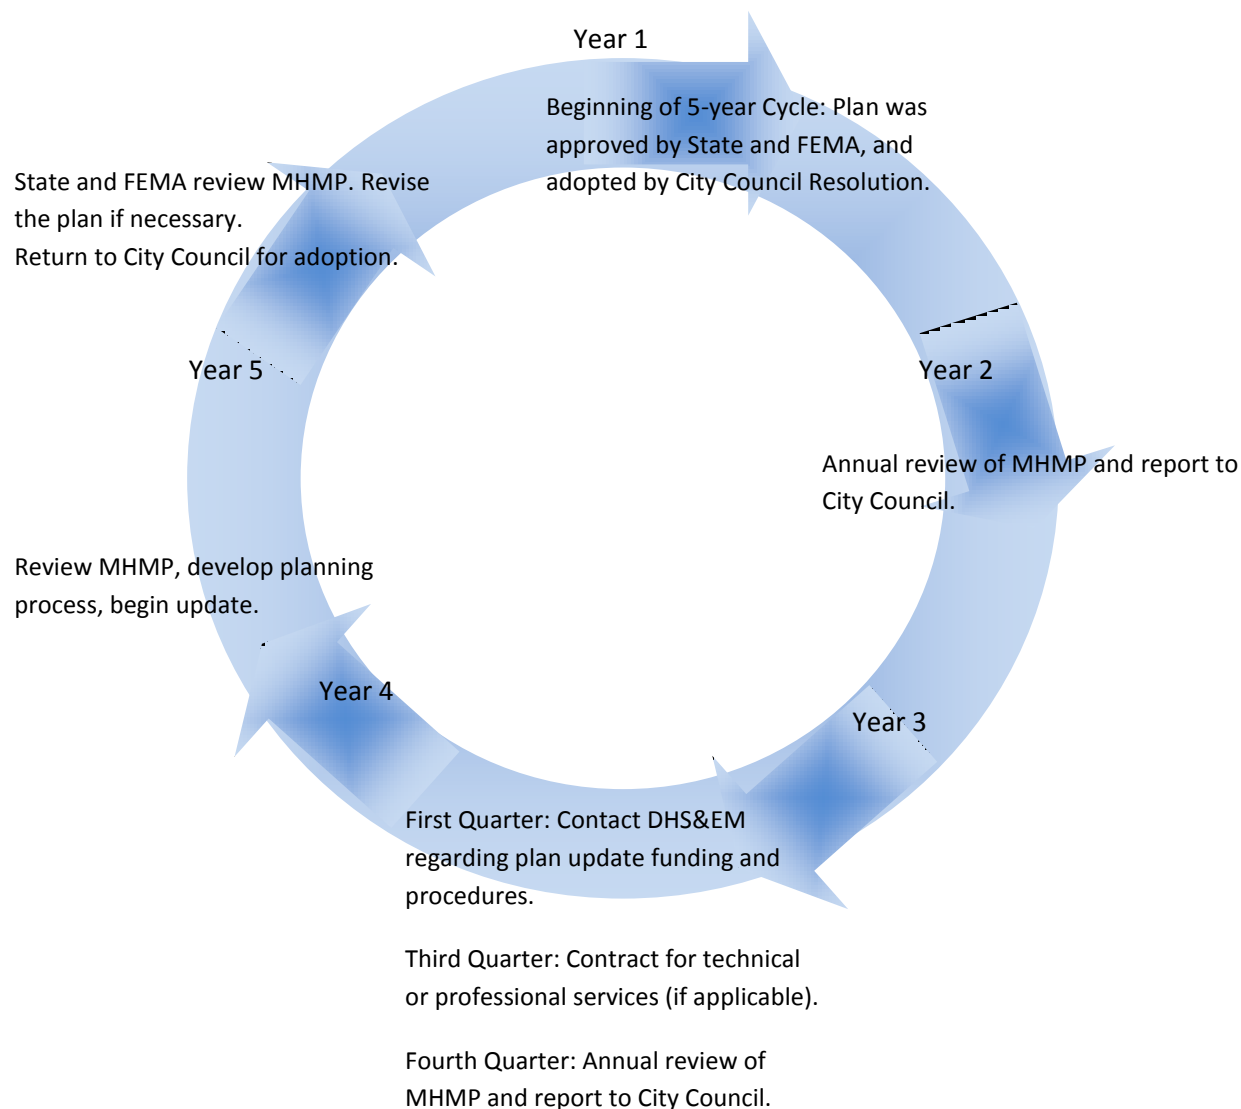 Year 1
Beginning of 5-year Cycle: Plan was
approved by State and FEMA, and
adopted by City Council Resolution.
Year 2
Annual review of MHMP and report to
City Council.
Year 3
First Quarter: Contact DHS&EM
regarding plan update funding and
procedures.
Third Quarter: Contract for technical
or professional services (if applicable).
Fourth Quarter: Annual review of
MHMP and report to City Council.
Year 4
Review MHMP, develop planning
process, begin update.
Year 5
State and FEMA review MHMP. Revise
the plan if necessary.
Return to City Council for adoption.